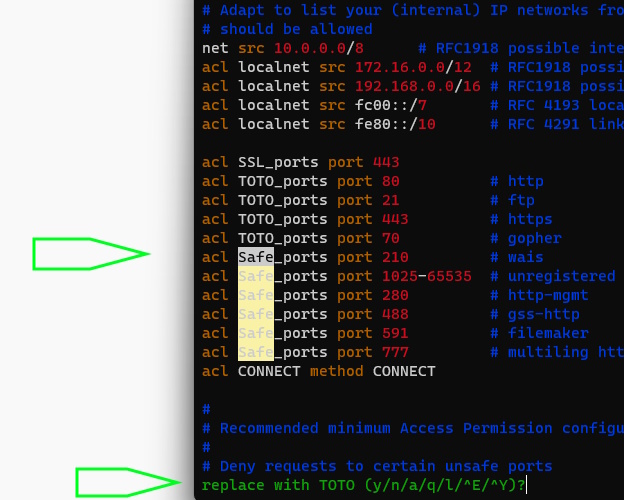 # Adapt to list your (internal) IP networks fro
# should be allowed
net src 10.0.0.0/8 # RFC1918 possible inte
acl localnet src 172.16.0.0/12 # RFC1918 possi
acl localnet src 192.168.0.0/16 # RFC1918 possi
acl localnet src fc00::/7 # RFC 4193 loca
acl localnet src fe80::/10 # RFC 4291 link
acl SSL_ports port 443
acl TOTO_ports port 80 # http
acl TOTO_ports port 21 # ftp
acl TOTO_ports port 443 # https
acl TOTO_ports port 70 # gopher
acl Safe_ports port 210 # wais
acl Safe_ports port 1025-65535 # unregistered
acl Safe_ports port 280 # http-mgmt
acl Safe_ports port 488 # gss-http
acl Safe_ports port 591 # filemaker
acl Safe_ports port 777 # multiling htt
acl CONNECT method CONNECT
#
# Recommended minimum Access Permission configu
#
# Deny requests to certain unsafe ports
replace with TOTO (y/n/a/q/l/^E/^Y)?